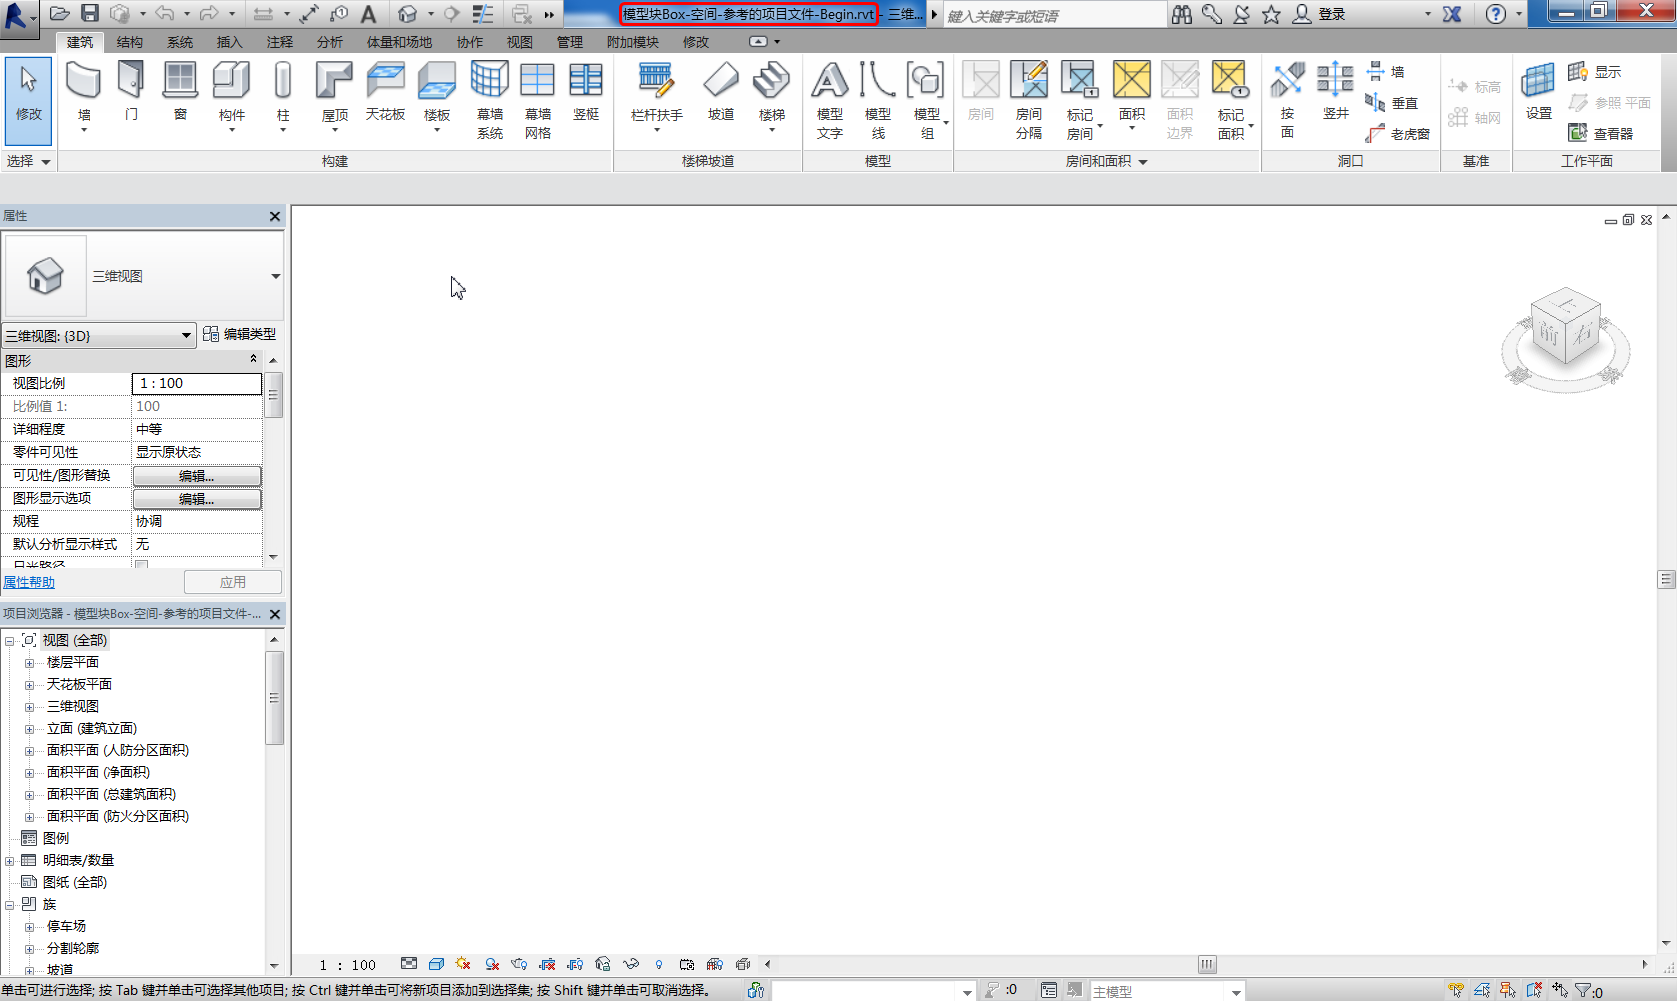 模型块Box-空间-参考的项目文件-Begin.rvt - 三维...
键入关键字或短语
登录
建筑 结构 系统 插入 注释 分析 体量和场地 协作 视图 管理 附加模块 修改
修改
墙
门
窗
构件
柱
屋顶
天花板
楼板
幕墙
系统
幕墙
网格
竖梃
栏杆扶手
坡道
楼梯
模型
文字
模型
线
模型
组
房间
房间
分隔
标记
房间
面积
面积
边界
标记
面积
按
面
竖井
墙
垂直
老虎窗
标高
轴网
设置
显示
参照 平面
查看器
选择 构建 楼梯坡道 模型 房间和面积 洞口 基准 工作平面
属性
三维视图
三维视图: {3D} 编辑类型
图形
视图比例 1 : 100
比例值 1: 100
详细程度 中等
零件可见性 显示原状态
可见性/图形替换 编辑...
图形显示选项 编辑...
规程 协调
默认分析显示样式 无
日光路径
属性帮助 应用
项目浏览器 - 模型块Box-空间-参考的项目文件-...
视图 (全部)
楼层平面
天花板平面
三维视图
立面 (建筑立面)
面积平面 (人防分区面积)
面积平面 (净面积)
面积平面 (总建筑面积)
面积平面 (防火分区面积)
图例
明细表/数量
图纸 (全部)
族
停车场
分割轮廓
坡道
上
前
右
1 : 100
单击可进行选择; 按 Tab 键并单击可选择其他项目; 按 Ctrl 键并单击可将新项目添加到选择集; 按 Shift 键并单击可取消选择。
:0
主模型
:0